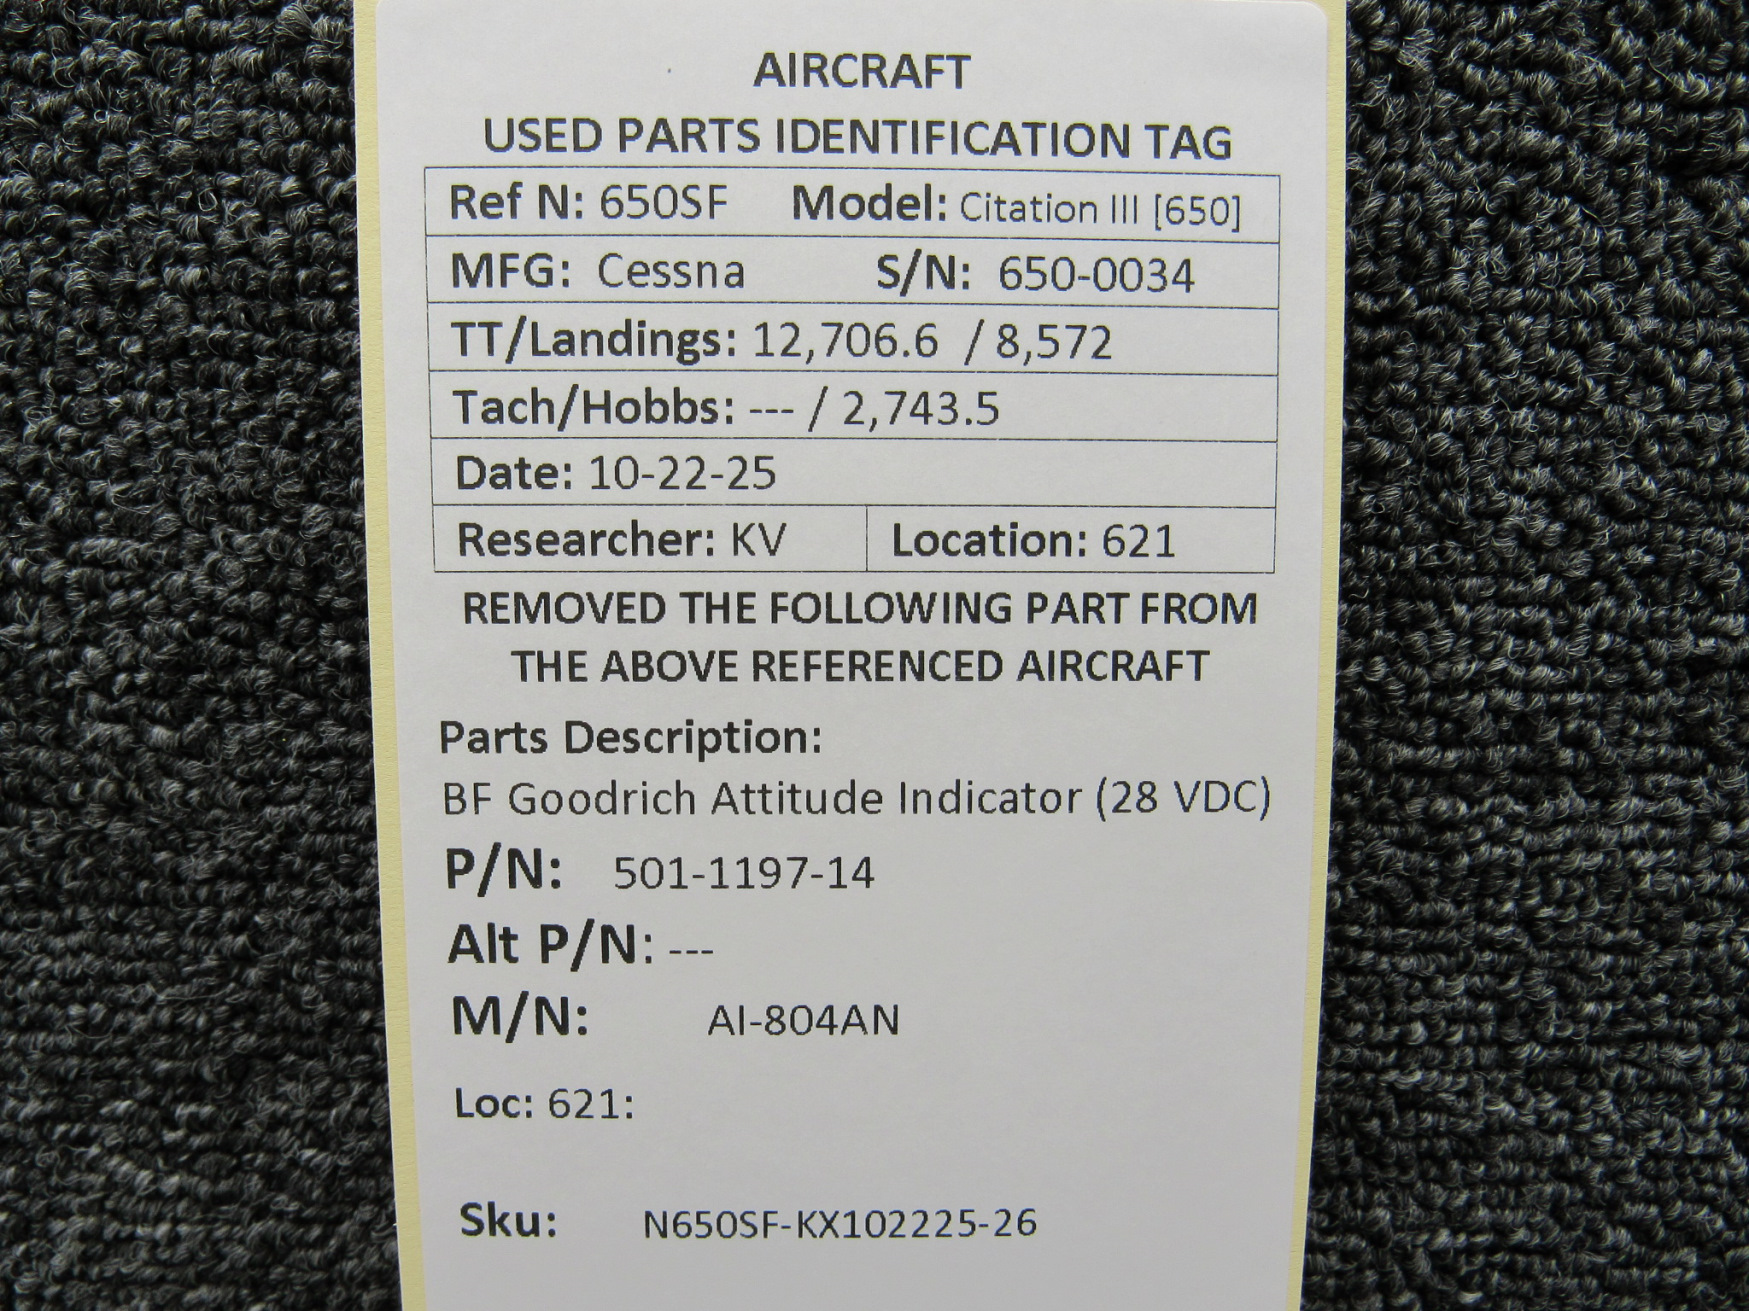 AIRCRAFT
USED PARTS IDENTIFICATION TAG
Ref N: 650SF Model: Citation III [650]
MFG: Cessna S/N: 650-0034
TT/Landings: 12,706.6 / 8,572
Tach/Hobbs: --- / 2,743.5
Date: 10-22-25
Researcher: KV Location: 621
REMOVED THE FOLLOWING PART FROM
THE ABOVE REFERENCED AIRCRAFT
Parts Description:
BF Goodrich Attitude Indicator (28 VDC)
P/N: 501-1197-14
Alt P/N: ---
M/N: AI-804AN
Loc: 621:
Sku: N650SF-KX102225-26